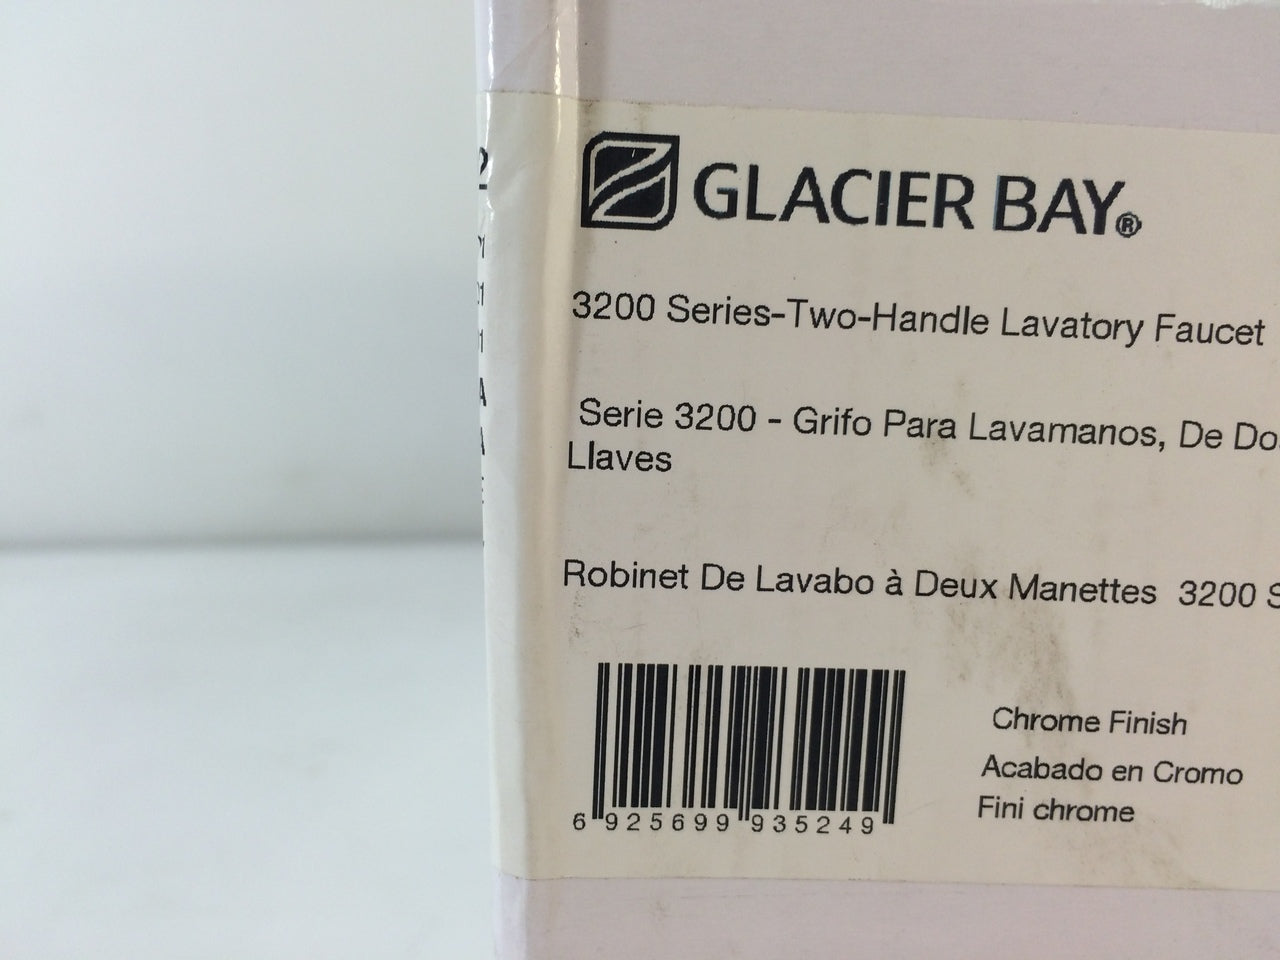 GLACIER BAY®
3200 Series-Two-Handle Lavatory Faucet
Serie 3200 - Grifo Para Lavamanos, De
Llaves
Robinet De Lavabo à Deux Manettes 3200
Chrome Finish
Acabado en Cromo
Fini chrome
6 925699 935249